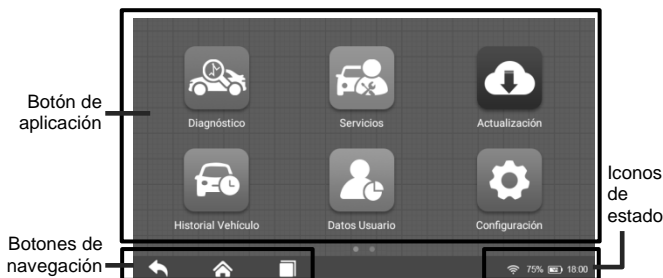 Diagnóstico
Servicios
Actualización
Botón de
aplicación
Historial Vehículo
Datos Usuario
Configuración
Iconos
de
estado
Botones de
navegación
75%
18:00